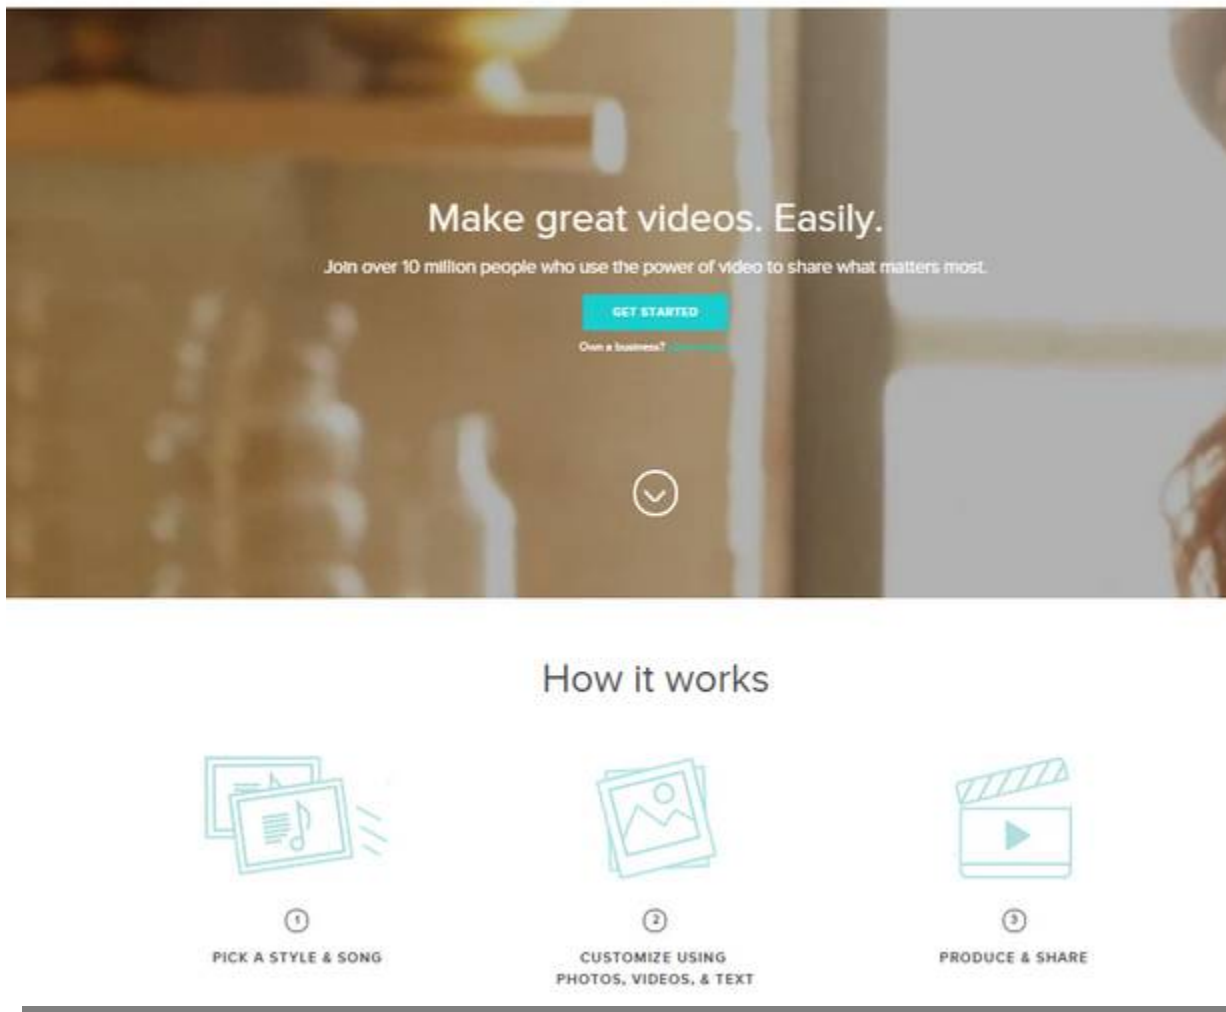 Make great videos. Easily.
Join over 10 million people who use the power of video to share what matters most.
GET STARTED
Own a business?
How it works
1
2
3
PICK A STYLE & SONG
CUSTOMIZE USING
PHOTOS, VIDEOS, & TEXT
PRODUCE & SHARE